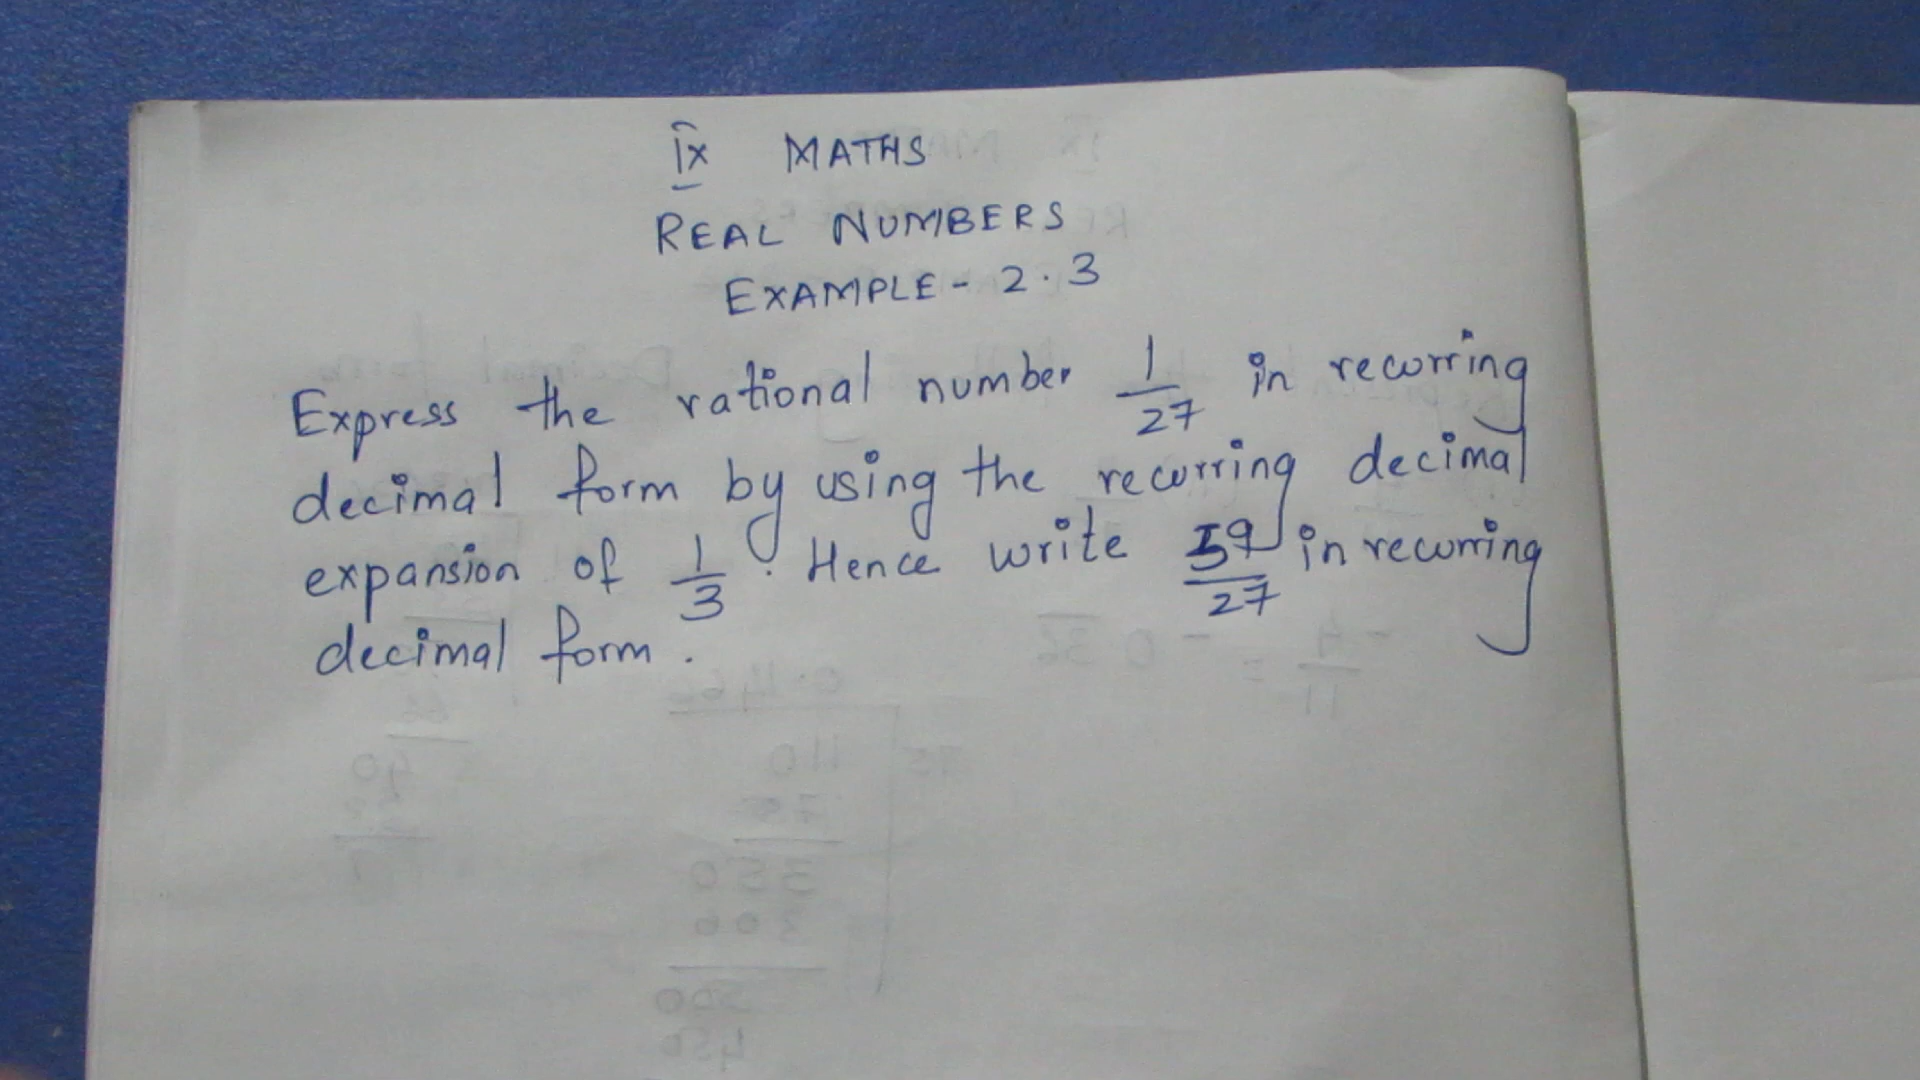 IX MATHS
REAL NUMBERS
EXAMPLE - 2.3
Express the rational number 1/27 in recurring
decimal form by using the recurring decimal
expansion of 1/3. Hence write 59/27 in recurring
decimal form.